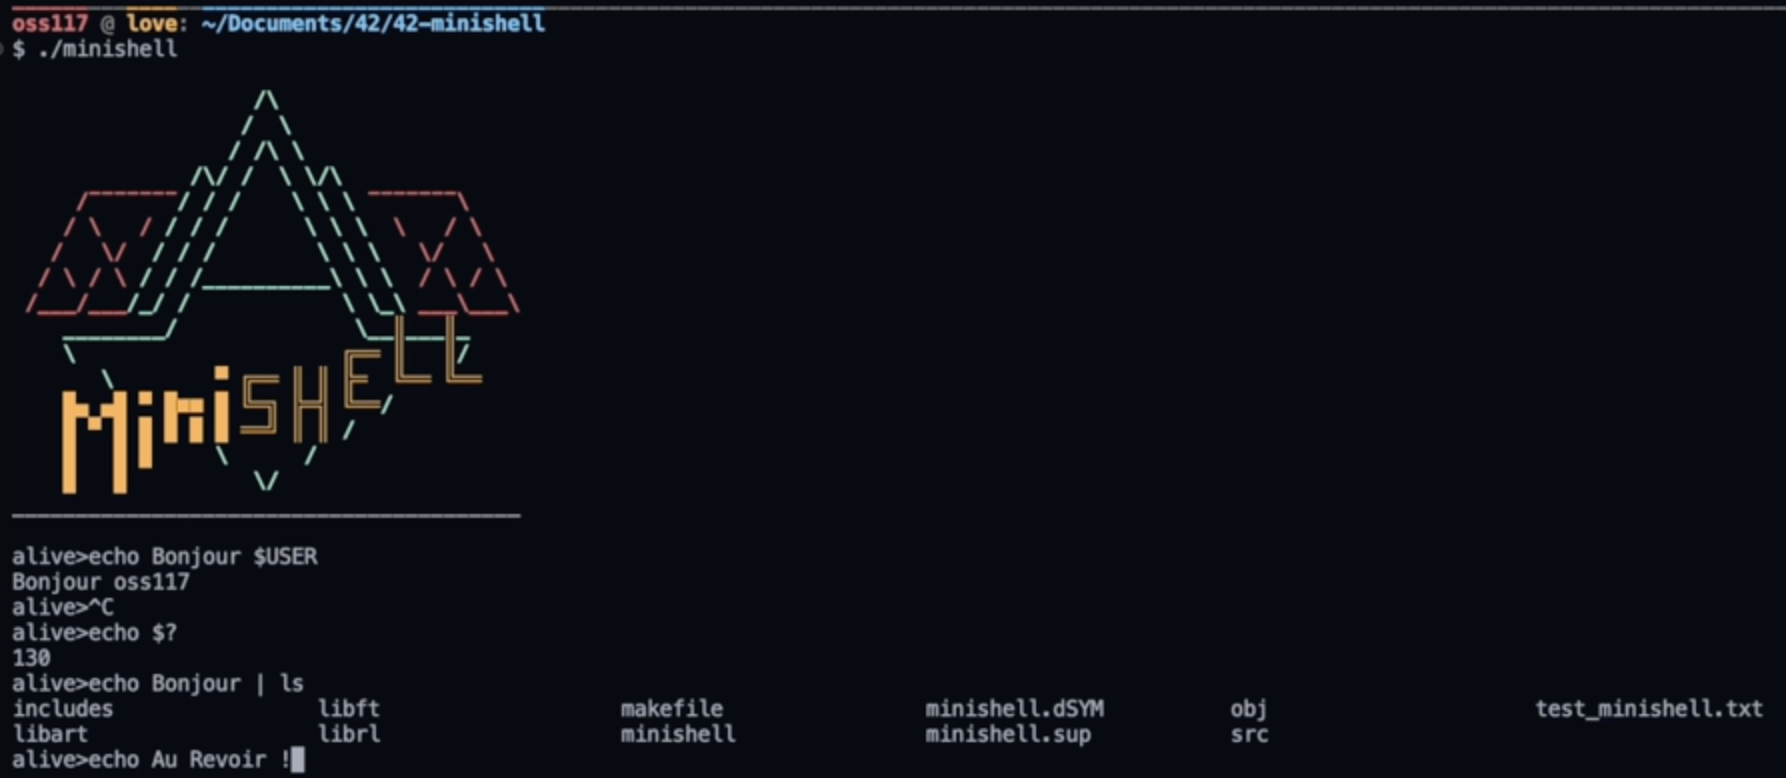 oss117 @ love: ~/Documents/42/42-minishell
$ ./minishell
MiniSHELL
alive>echo Bonjour $USER
Bonjour oss117
alive>^C
alive>echo $?
130
alive>echo Bonjour | ls
includes libft makefile minishell.dSYM obj test_minishell.txt
libart librl minishell minishell.sup src
alive>echo Au Revoir !